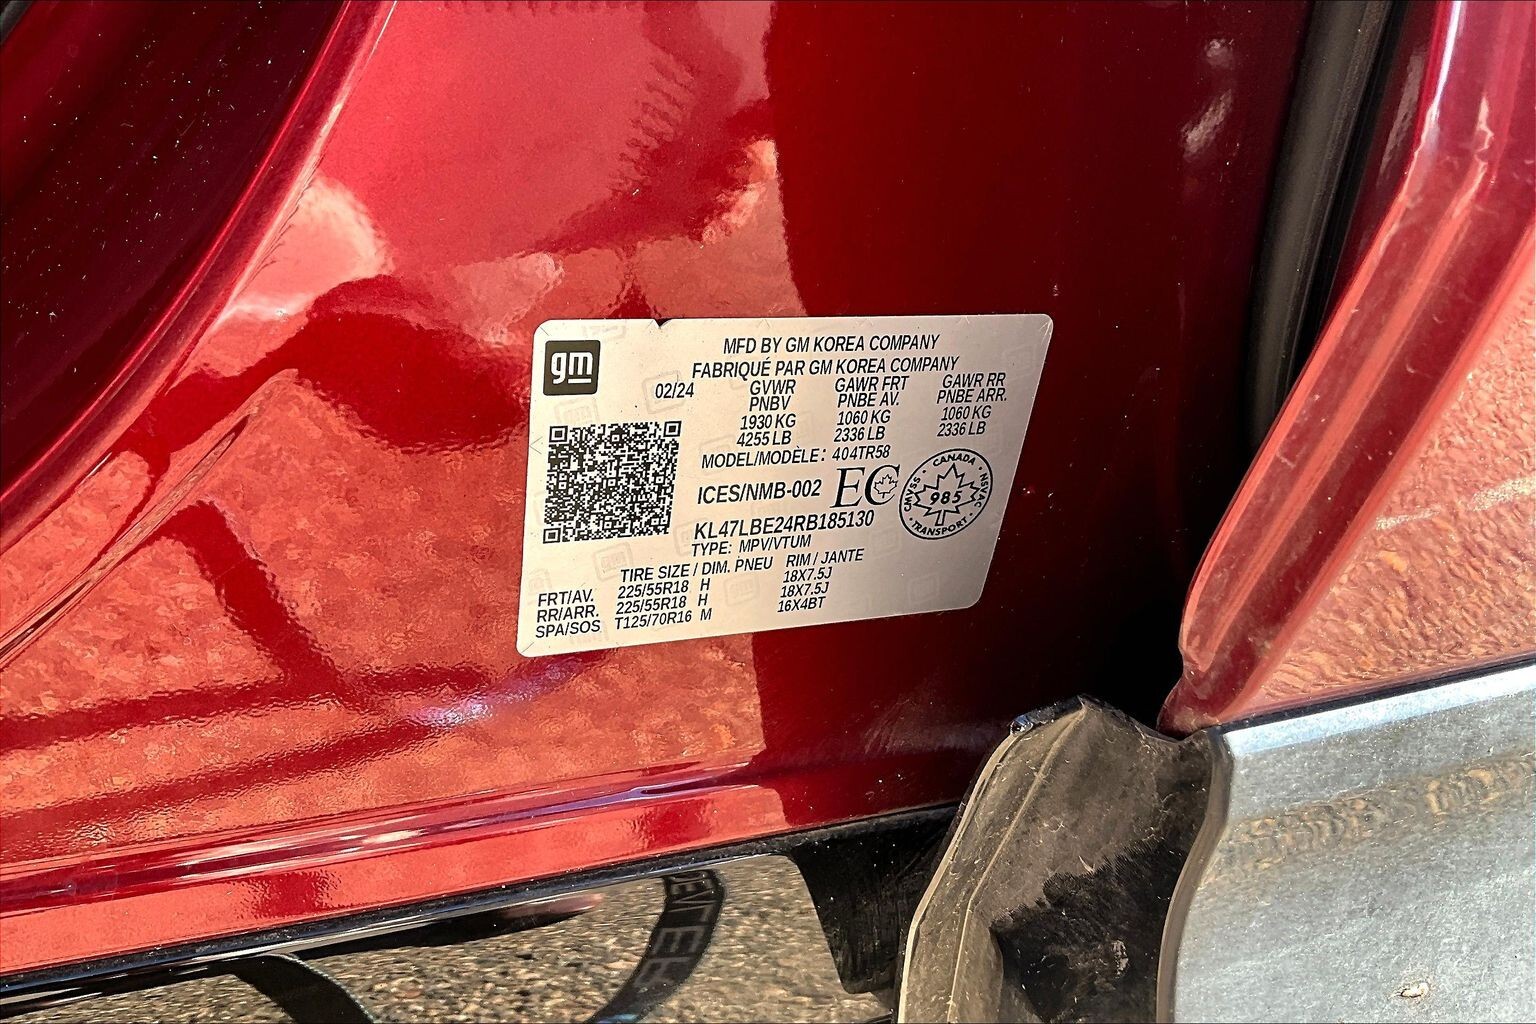 gm
MFD BY GM KOREA COMPANY
FABRIQUÉ PAR GM KOREA COMPANY
02/24 GVWR GAWR FRT GAWR RR
PNBV PNBE AV. PNBE ARR.
1930 KG 1060 KG 1060 KG
4255 LB 2336 LB 2336 LB
MODEL/MODÈLE: 404TR58
ICES/NMB-002 EC
CANADA
CMVSS 985 NSVAC
TRANSPORT
KL47LBE24RB185130
TYPE: MPV/VTUM
TIRE SIZE / DIM. PNEU RIM / JANTE
FRT/AV. 225/55R18 H 18X7.5J
RR/ARR. 225/55R18 H 18X7.5J
SPA/SOS T125/70R16 M 16X4BT